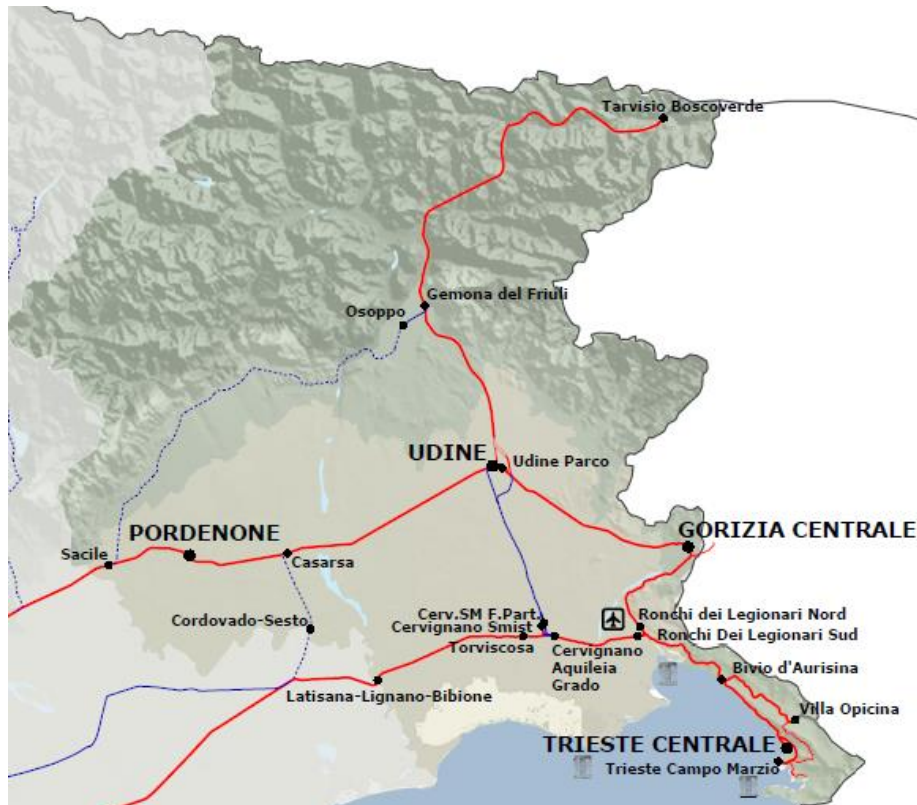 Tarvisio Boscoverde
Gemona del Friuli
Osoppo
UDINE
Udine Parco
PORDENONE
GORIZIA CENTRALE
Sacile
Casarsa
Cerv.SM F.Part.
Ronchi dei Legionari Nord
Cordovado-Sesto
Cervignano Smist
Ronchi Dei Legionari Sud
Torviscosa
Cervignano
Aquileia
Grado
Bivio d'Aurisina
Latisana-Lignano-Bibione
Villa Opicina
TRIESTE CENTRALE
Trieste Campo Marzio